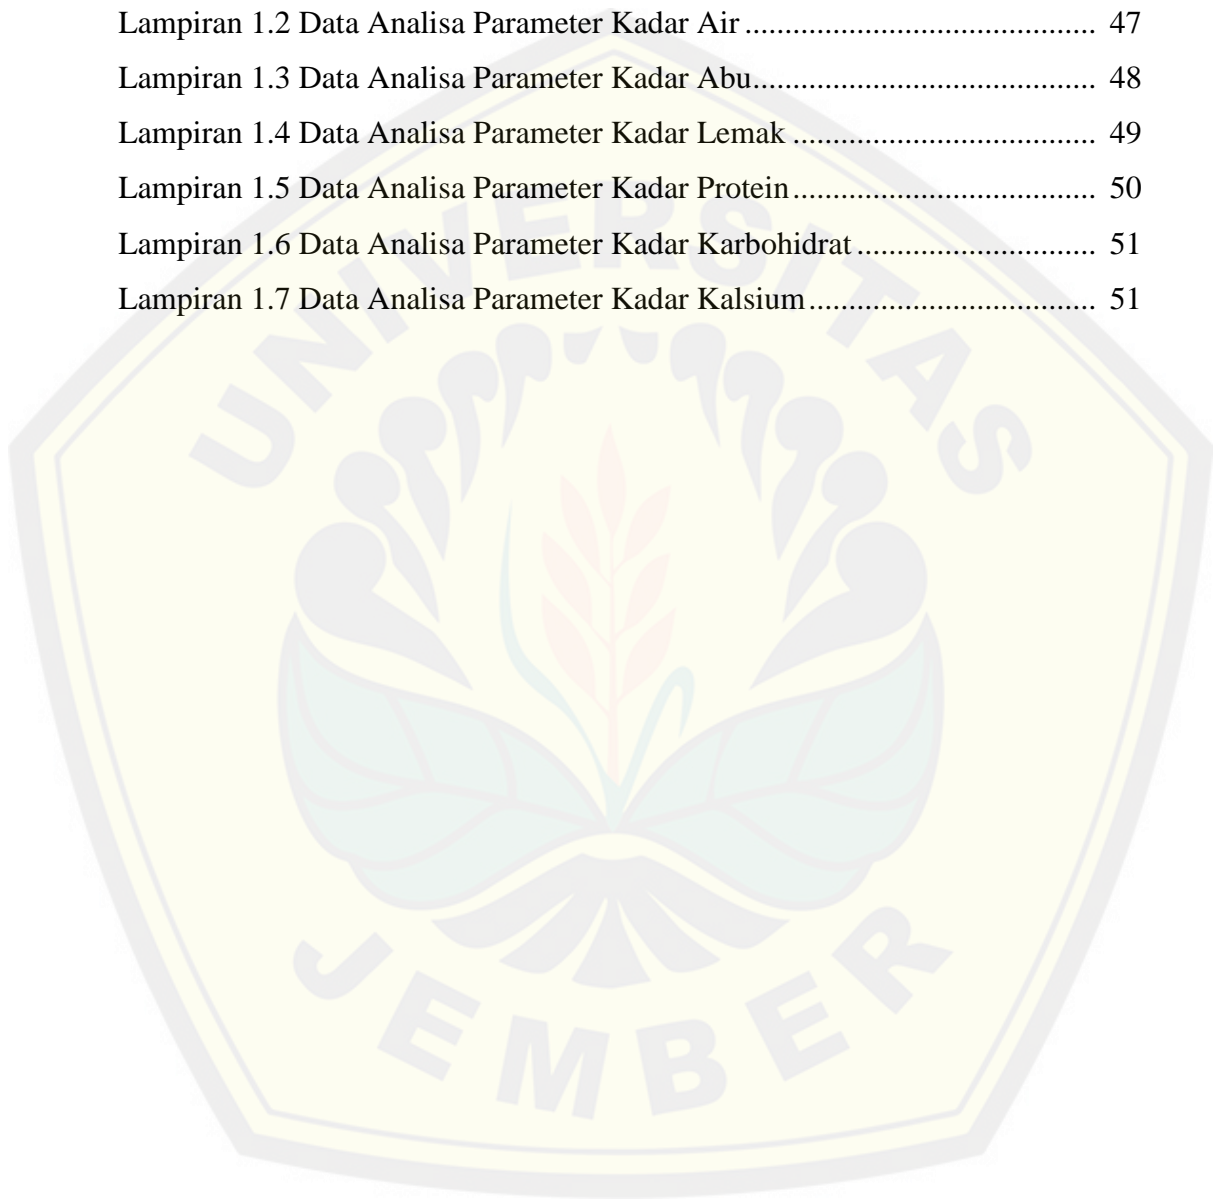 Lampiran 1.2 Data Analisa Parameter Kadar Air ............................................ 47
Lampiran 1.3 Data Analisa Parameter Kadar Abu........................................... 48
Lampiran 1.4 Data Analisa Parameter Kadar Lemak ...................................... 49
Lampiran 1.5 Data Analisa Parameter Kadar Protein...................................... 50
Lampiran 1.6 Data Analisa Parameter Kadar Karbohidrat.............................. 51
Lampiran 1.7 Data Analisa Parameter Kadar Kalsium.................................... 51
UNIVERSITAS
JEMBER